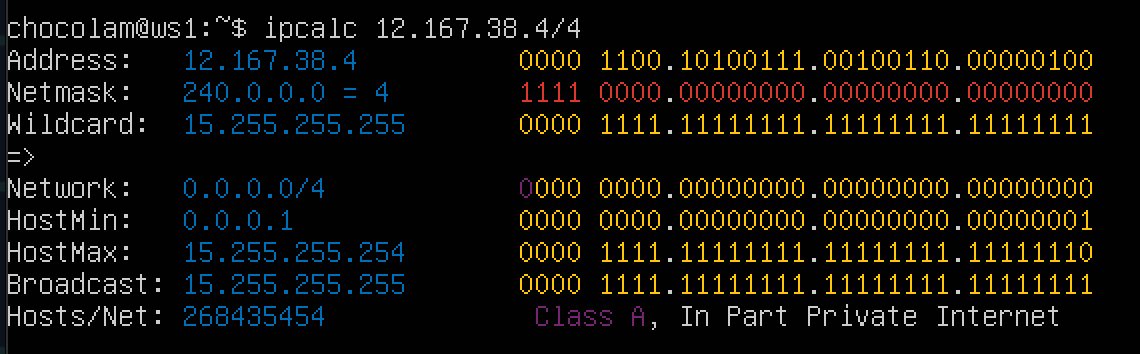 chocolam@ws1:~$ ipcalc 12.167.38.4/4
Address:   12.167.38.4          0000 1100.10100111.00100110.00000100
Netmask:   240.0.0.0 = 4        1111 0000.00000000.00000000.00000000
Wildcard:  15.255.255.255       0000 1111.11111111.11111111.11111111
=>
Network:   0.0.0.0/4            0000 0000.00000000.00000000.00000000
HostMin:   0.0.0.1              0000 0000.00000000.00000000.00000001
HostMax:   15.255.255.254       0000 1111.11111111.11111111.11111110
Broadcast: 15.255.255.255       0000 1111.11111111.11111111.11111111
Hosts/Net: 268435454             Class A, In Part Private Internet